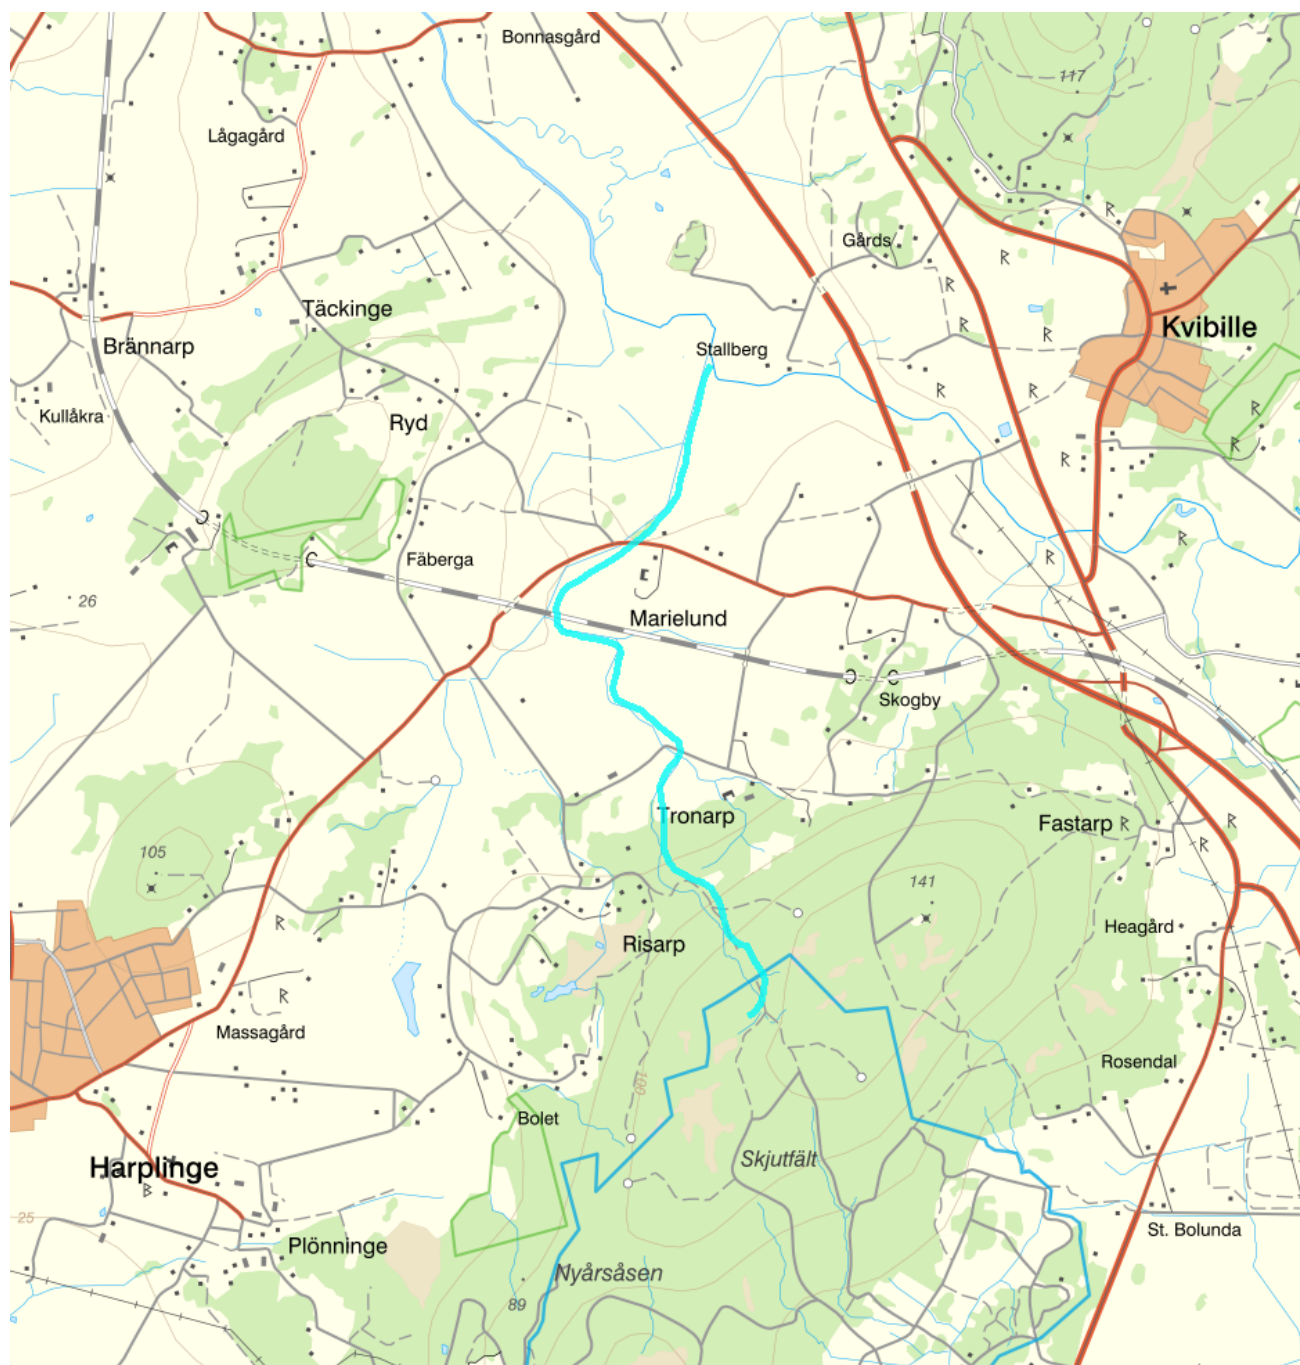 Bonnasgård
117
Lågagård
Gårds
Täckinge
Kvibille
Brännarp
Stallberg
Kullåkra
Ryd
R
R
R
R
R
R
R
R
R
R
R
Fäberga
26
Marielund
Skogby
Tronarp
Fastarp R
R
R
105
141
R
Heagård
Risarp
R
Massagård
Rosendal
100
Bolet
Skjutfält
Harplinge
B
25
St. Bolunda
Plönninge
Nyårsåsen
89